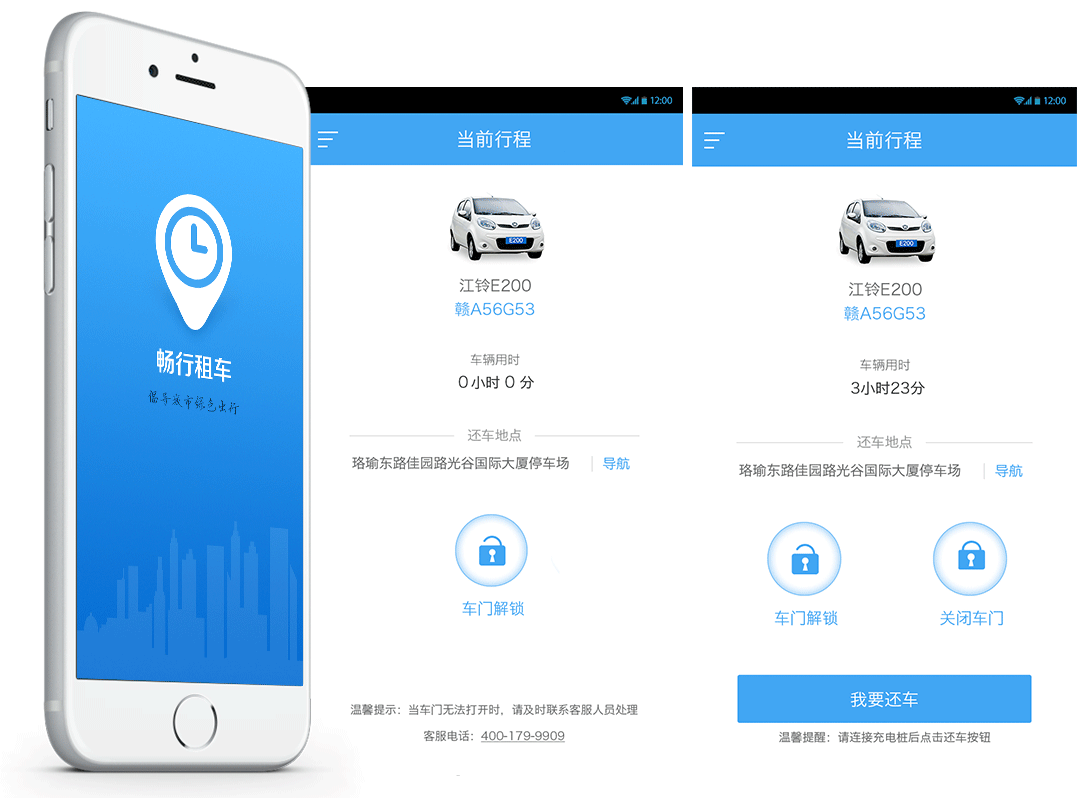 畅行租车
倡导城市绿色出行
12:00
当前行程
E200
江铃E200
赣A56G53
车辆用时
0小时 0 分
还车地点
珞瑜东路佳园路光谷国际大厦停车场 导航
车门解锁
温馨提示：当车门无法打开时，请及时联系客服人员处理
客服电话：400-179-9909
12:00
当前行程
E200
江铃E200
赣A56G53
车辆用时
3小时23分
还车地点
珞瑜东路佳园路光谷国际大厦停车场 导航
车门解锁 关闭车门
我要还车
温馨提醒：请连接充电桩后点击还车按钮